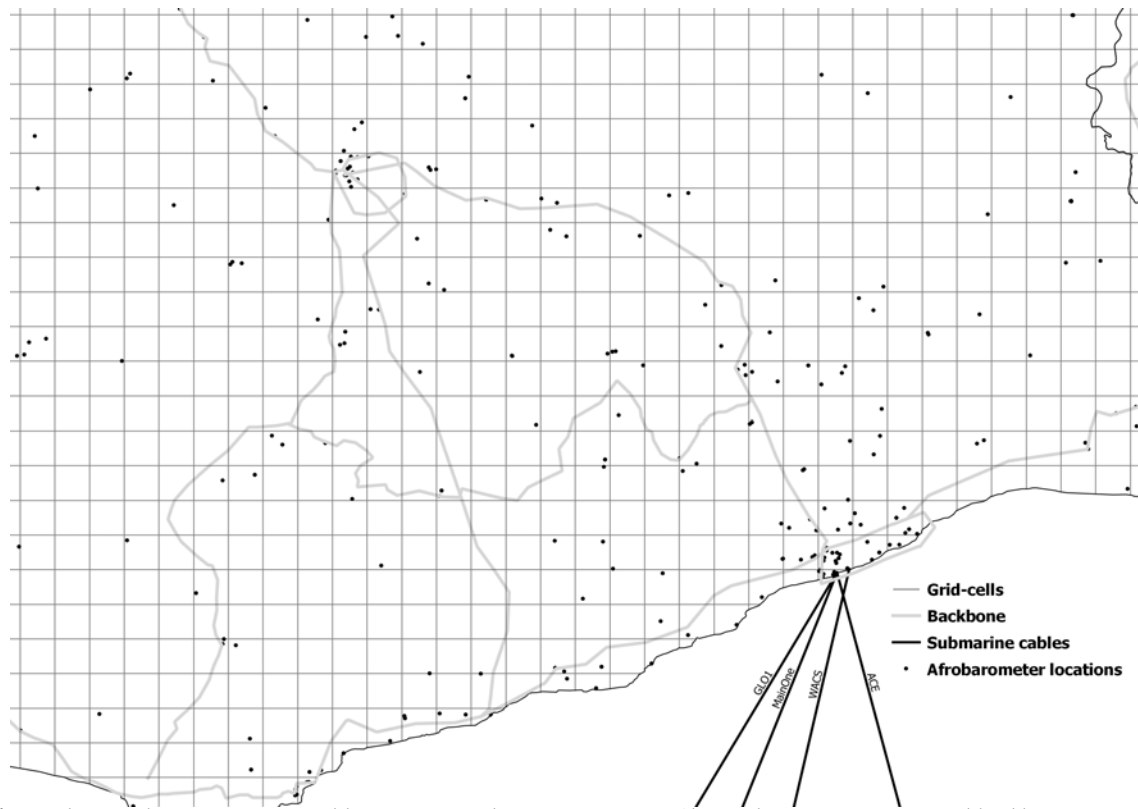 Grid-cells
Backbone
Submarine cables
Afrobarometer locations
GLO1
MainOne
WACS
ACE